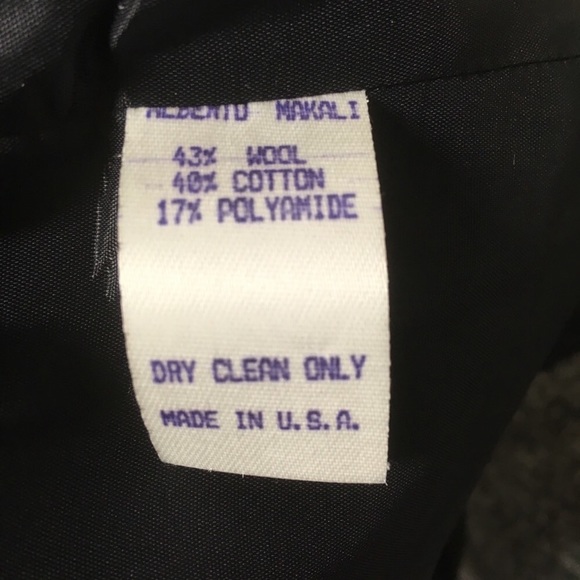 ALBERTO MAKALI
43% WOOL
40% COTTON
17% POLYAMIDE
DRY CLEAN ONLY
MADE IN U.S.A.